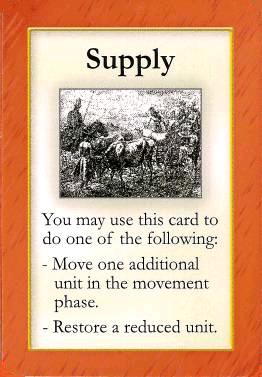 Supply
You may use this card to
do one of the following:
- Move one additional
unit in the movement
phase.
- Restore a reduced unit.